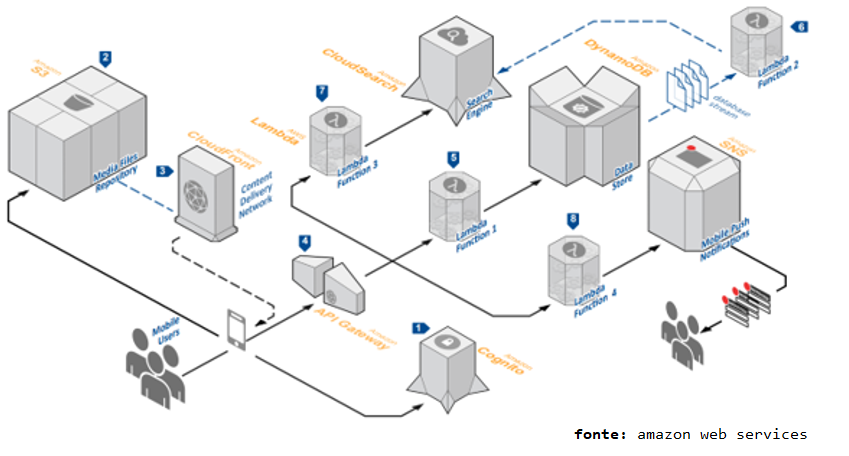 2
Amazon
S3
Media Files
Repository
3
Amazon
CloudFront
Content
Delivery
Network
Mobile
Users
4
Amazon
API Gateway
1
Amazon
Cognito
7
AWS
Lambda
Lambda
Function 3
Amazon
CloudSearch
Search
Engine
5
Lambda
Function 1
Amazon
DynamoDB
Data
Store
database
stream
6
Lambda
Function 2
8
Lambda
Function 4
Amazon
SNS
Mobile Push
Notifications
fonte: amazon web services